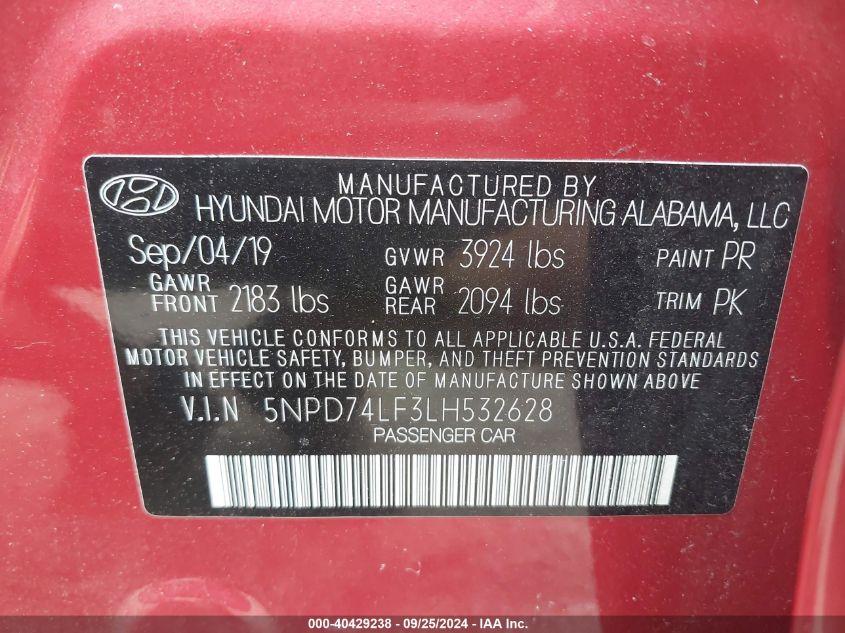 MANUFACTURED BY
HYUNDAI MOTOR MANUFACTURING ALABAMA, LLC
Sep/04/19 GVWR 3924 lbs PAINT PR
GAWR FRONT 2183 lbs GAWR REAR 2094 lbs TRIM PK
THIS VEHICLE CONFORMS TO ALL APPLICABLE U.S.A. FEDERAL
MOTOR VEHICLE SAFETY, BUMPER, AND THEFT PREVENTION STANDARDS
IN EFFECT ON THE DATE OF MANUFACTURE SHOWN ABOVE.
V.I.N 5NPD74LF3LH532628
PASSENGER CAR
000-40429238 - 09/25/2024 - IAA Inc.